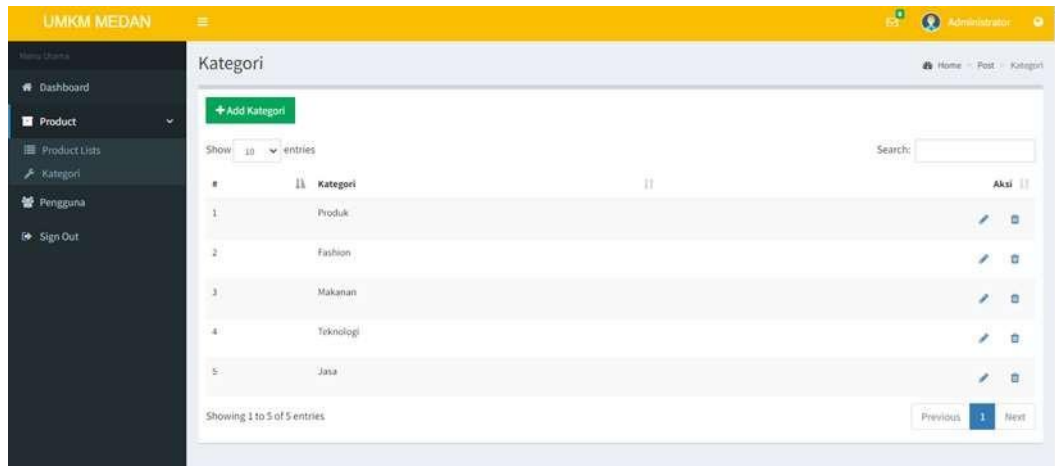 UMKM MEDAN
Administrator
Menu Utama
Dashboard
Product
Product Lists
Kategori
Pengguna
Sign Out
Kategori
Home Post Kategori
+ Add Kategori
Show 10 entries
Search:
# Kategori Aksi
1 Produk
2 Fashion
3 Makanan
4 Teknologi
5 Jasa
Showing 1 to 5 of 5 entries
Previous 1 Next